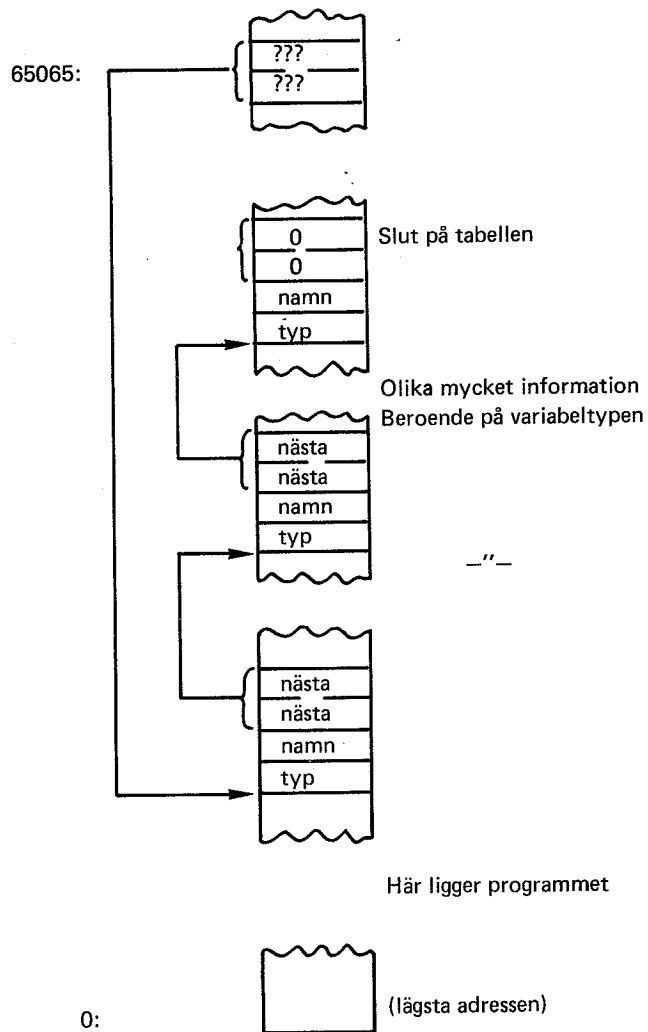 ???
65065:
???
0
Slut på tabellen
0
namn
typ
Olika mycket information
Beroende på variabeltypen
nästa
nästa
namn
typ
–"–
nästa
nästa
namn
typ
Här ligger programmet
(lägsta adressen)
0: